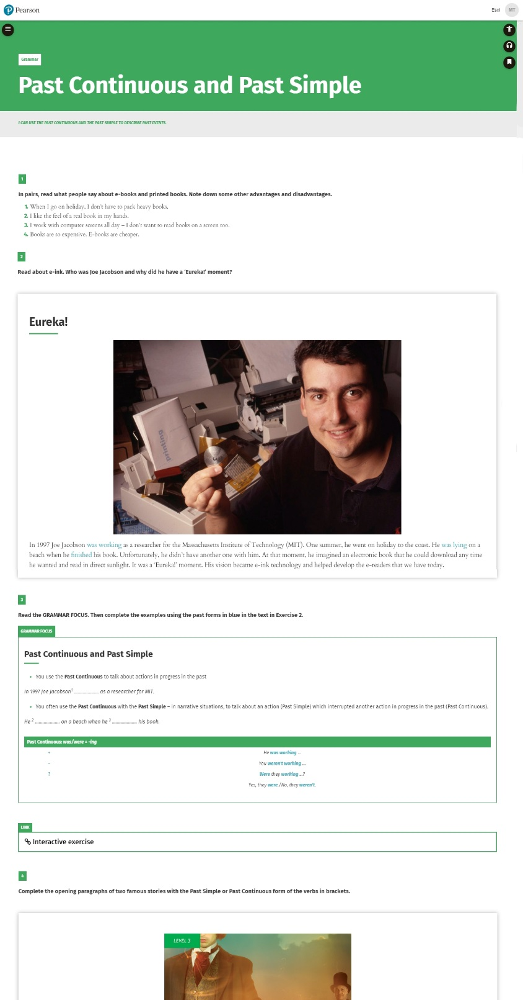 Pearson
Esci
MT
Grammar
Past Continuous and Past Simple
I CAN USE THE PAST CONTINUOUS AND THE PAST SIMPLE TO DESCRIBE PAST EVENTS.
1
In pairs, read what people say about e-books and printed books. Note down some other advantages and disadvantages.
1. When I go on holiday, I don't have to pack heavy books.
2. I like the feel of a real book in my hands.
3. I work with computer screens all day – I don't want to read books on a screen too.
4. Books are so expensive. E-books are cheaper.
2
Read about e-ink. Who was Joe Jacobson and why did he have a 'Eureka!' moment?
Eureka!
printing
In 1997 Joe Jacobson was working as a researcher for the Massachusetts Institute of Technology (MIT). One summer, he went on holiday to the coast. He was lying on a
beach when he finished his book. Unfortunately, he didn't have another one with him. At that moment, he imagined an electronic book that he could download any time
he wanted and read in direct sunlight. It was a 'Eureka!' moment. His vision became e-ink technology and helped develop the e-readers that we have today.
3
Read the GRAMMAR FOCUS. Then complete the examples using the past forms in blue in the text in Exercise 2.
GRAMMAR FOCUS
Past Continuous and Past Simple
• You use the Past Continuous to talk about actions in progress in the past
In 1997 Joe Jacobson¹ .................... as a researcher for MIT.
• You often use the Past Continuous with the Past Simple – in narrative situations, to talk about an action (Past Simple) which interrupted another action in progress in the past (Past Continuous).
He ² .................... on a beach when he ³ .................... his book.
Past Continuous: was/were + -ing
+ He was working ...
– You weren't working ...
? Were they working ...?
Yes, they were./No, they weren't.
LINK
Interactive exercise
4
Complete the opening paragraphs of two famous stories with the Past Simple or Past Continuous form of the verbs in brackets.
LEVEL 3